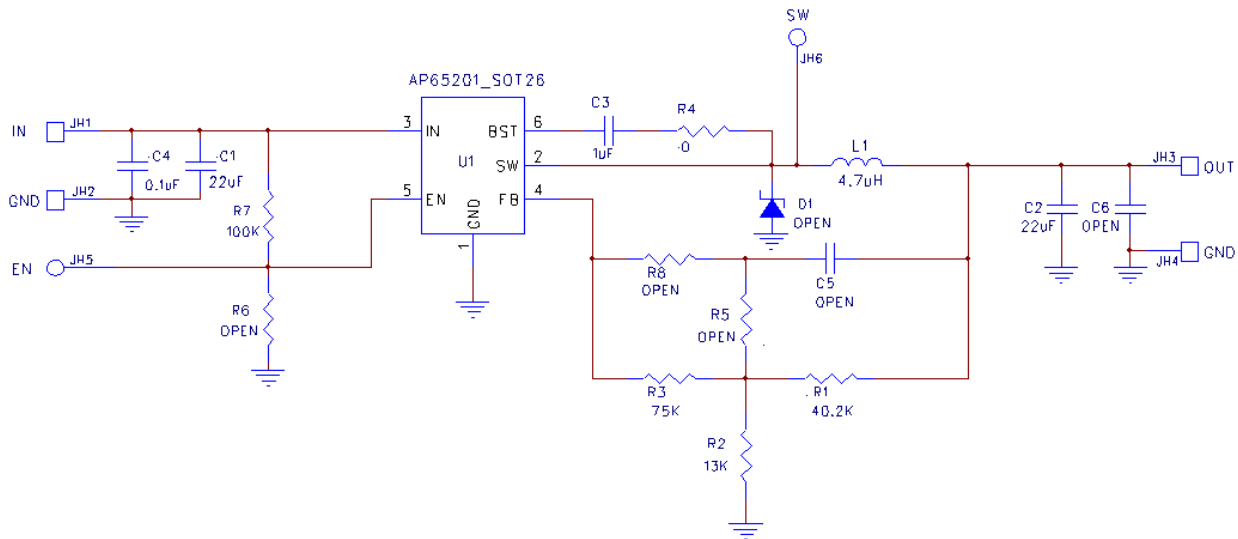 SW
JH6
AP65201_SOT26
IN
JH1
3
IN
BST
6
C3
1uF
R4
0
U1
SW
2
L1
4.7uH
JH3
OUT
C4
0.1uF
C1
22uF
GND
JH2
5
EN
FB
4
GND
1
D1
OPEN
C2
22uF
C6
OPEN
R7
100K
JH4
GND
EN
JH5
R8
OPEN
C5
OPEN
R6
OPEN
R5
OPEN
R3
75K
R1
40.2K
R2
13K